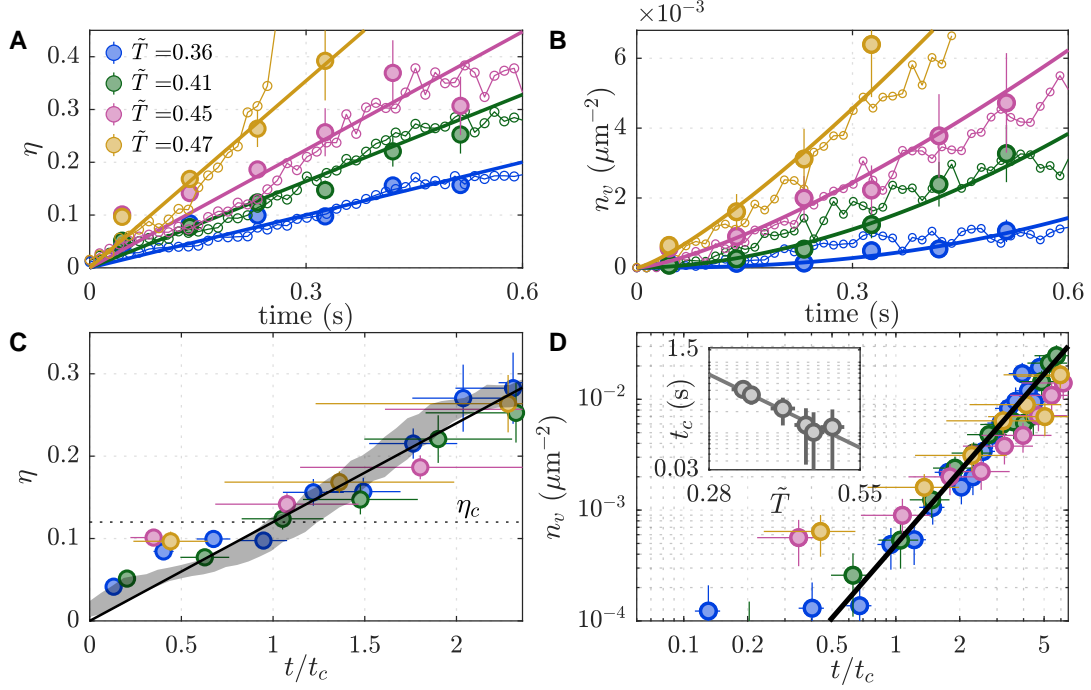 A
η
0.4
0.3
0.2
0.1
0
T̃ =0.36
T̃ =0.41
T̃ =0.45
T̃ =0.47
0
0.3
0.6
time (s)
B
×10⁻³
n_v (μm⁻²)
6
4
2
0
0
0.3
0.6
time (s)
C
η
0.3
0.2
0.1
0
η_c
0
0.5
1
1.5
2
t/t_c
D
n_v (μm⁻²)
10⁻²
10⁻³
10⁻⁴
1.5
t_c (s)
0.03
0.28
T̃
0.55
0.1
0.5
1
2
5
t/t_c